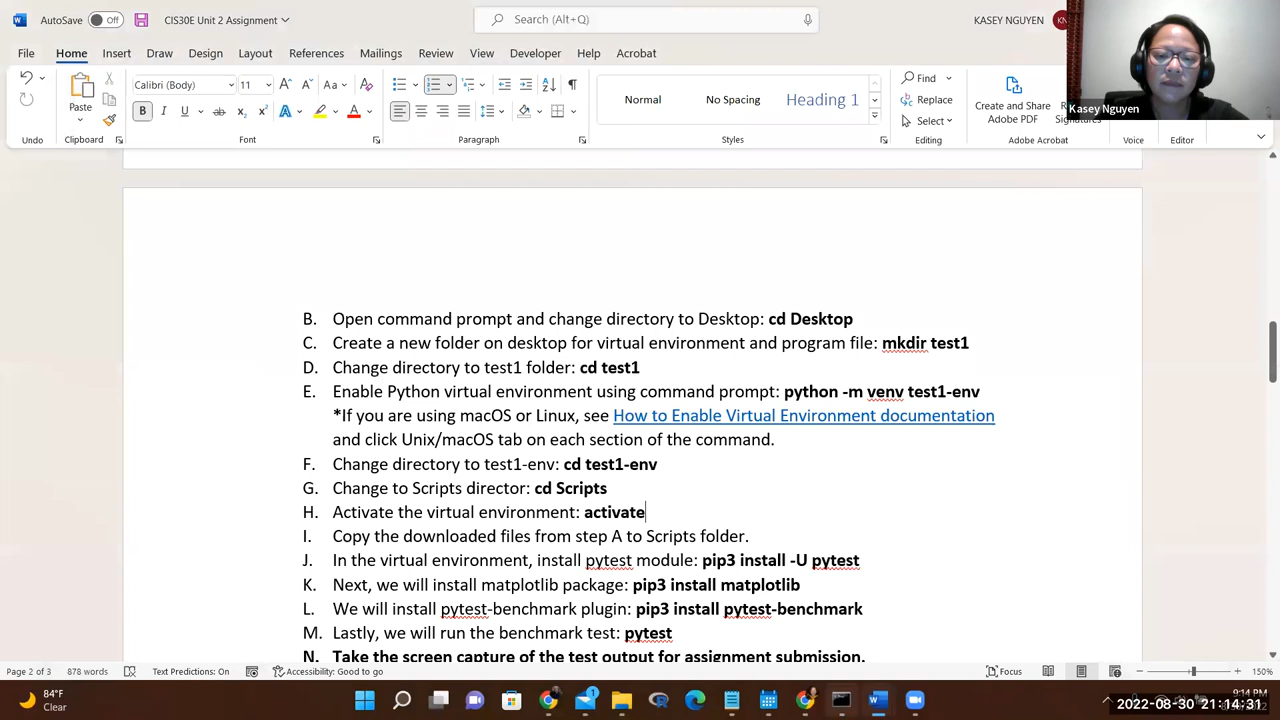 AutoSave Off CIS30E Unit 2 Assignment Search (Alt+Q) KASEY NGUYEN
File Home Insert Draw Design Layout References Mailings Review View Developer Help Acrobat
Kasey Nguyen
Paste
Calibri (Body) 11
Normal No Spacing Heading 1
Find
Replace
Select
Create and Share
Adobe PDF
Signatures
Undo Clipboard Font Paragraph Styles Editing Adobe Acrobat Voice Editor
B. Open command prompt and change directory to Desktop: cd Desktop
C. Create a new folder on desktop for virtual environment and program file: mkdir test1
D. Change directory to test1 folder: cd test1
E. Enable Python virtual environment using command prompt: python -m venv test1-env
*If you are using macOS or Linux, see How to Enable Virtual Environment documentation
and click Unix/macOS tab on each section of the command.
F. Change directory to test1-env: cd test1-env
G. Change to Scripts director: cd Scripts
H. Activate the virtual environment: activate
I. Copy the downloaded files from step A to Scripts folder.
J. In the virtual environment, install pytest module: pip3 install -U pytest
K. Next, we will install matplotlib package: pip3 install matplotlib
L. We will install pytest-benchmark plugin: pip3 install pytest-benchmark
M. Lastly, we will run the benchmark test: pytest
N. Take the screen capture of the test output for assignment submission.
Page 2 of 3 878 words Text Predictions: On Accessibility: Good to go Focus 150%
84°F
Clear
9:14 PM
2022-08-30 21:14:31